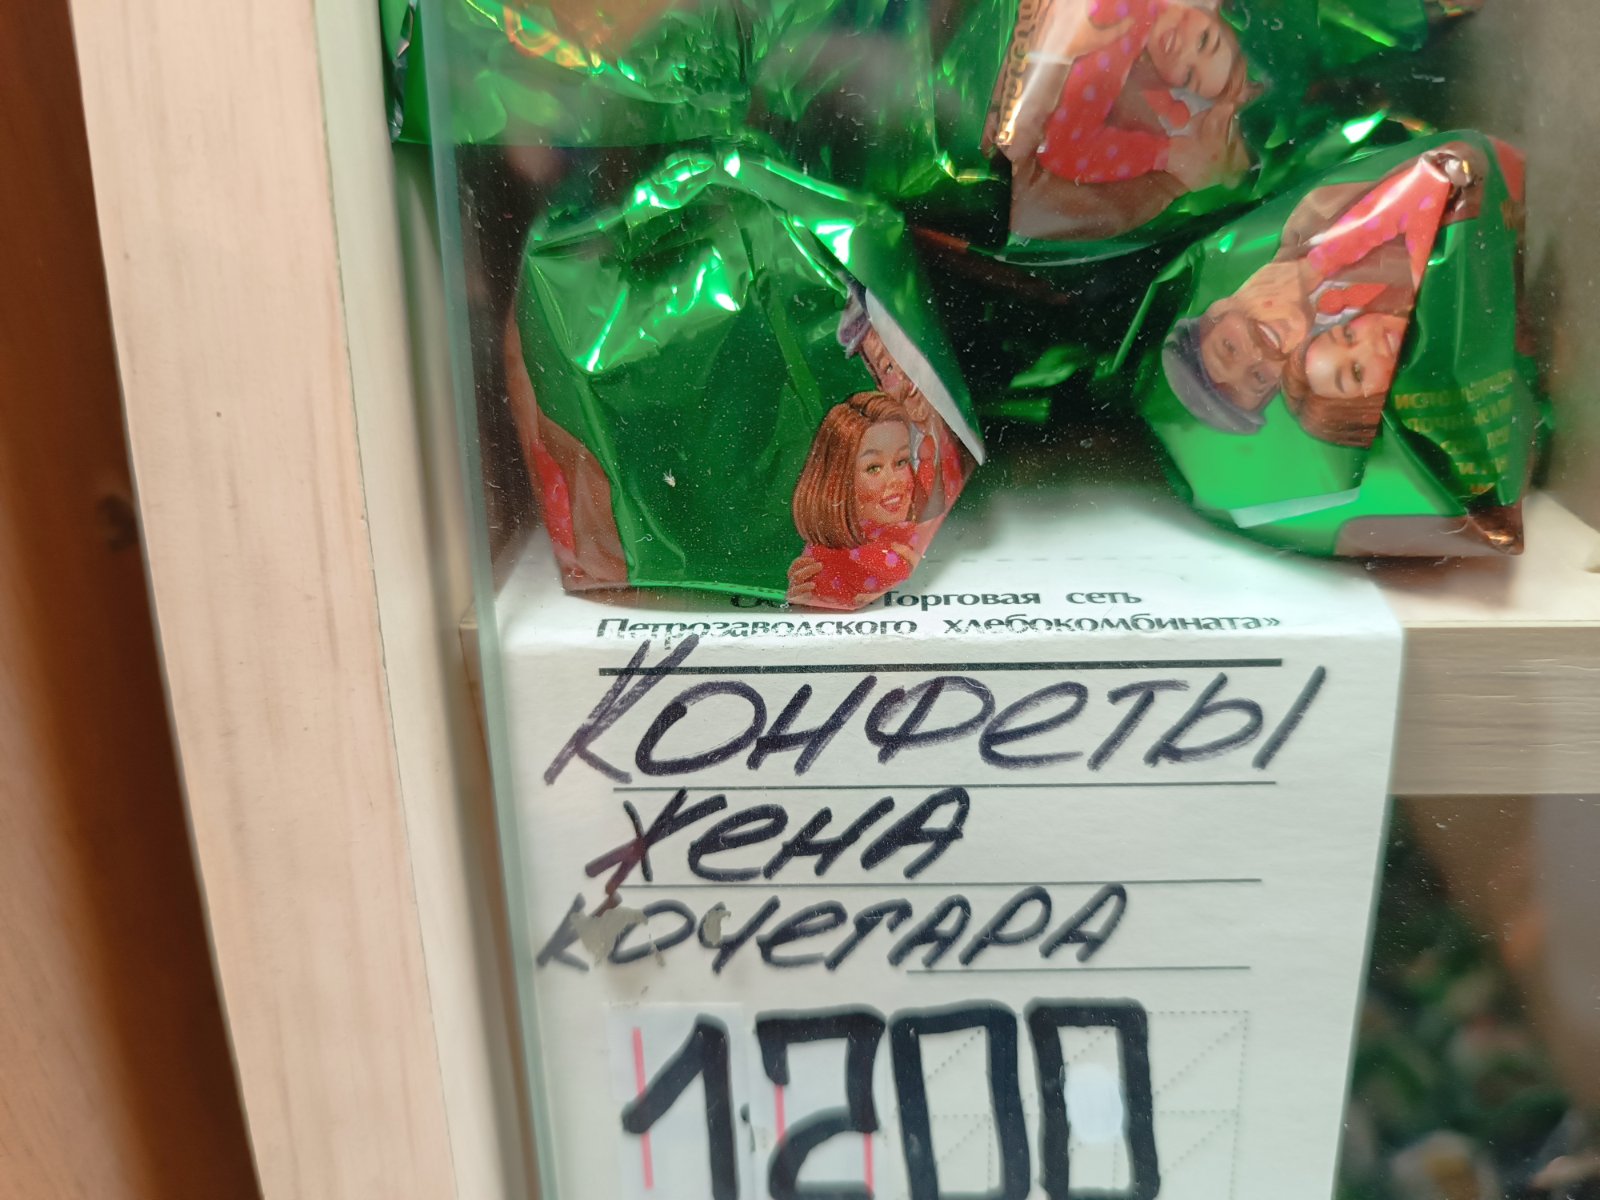 «Торговая сеть
Петрозаводского хлебокомбината»
Конфеты
жена
кочегара
1200